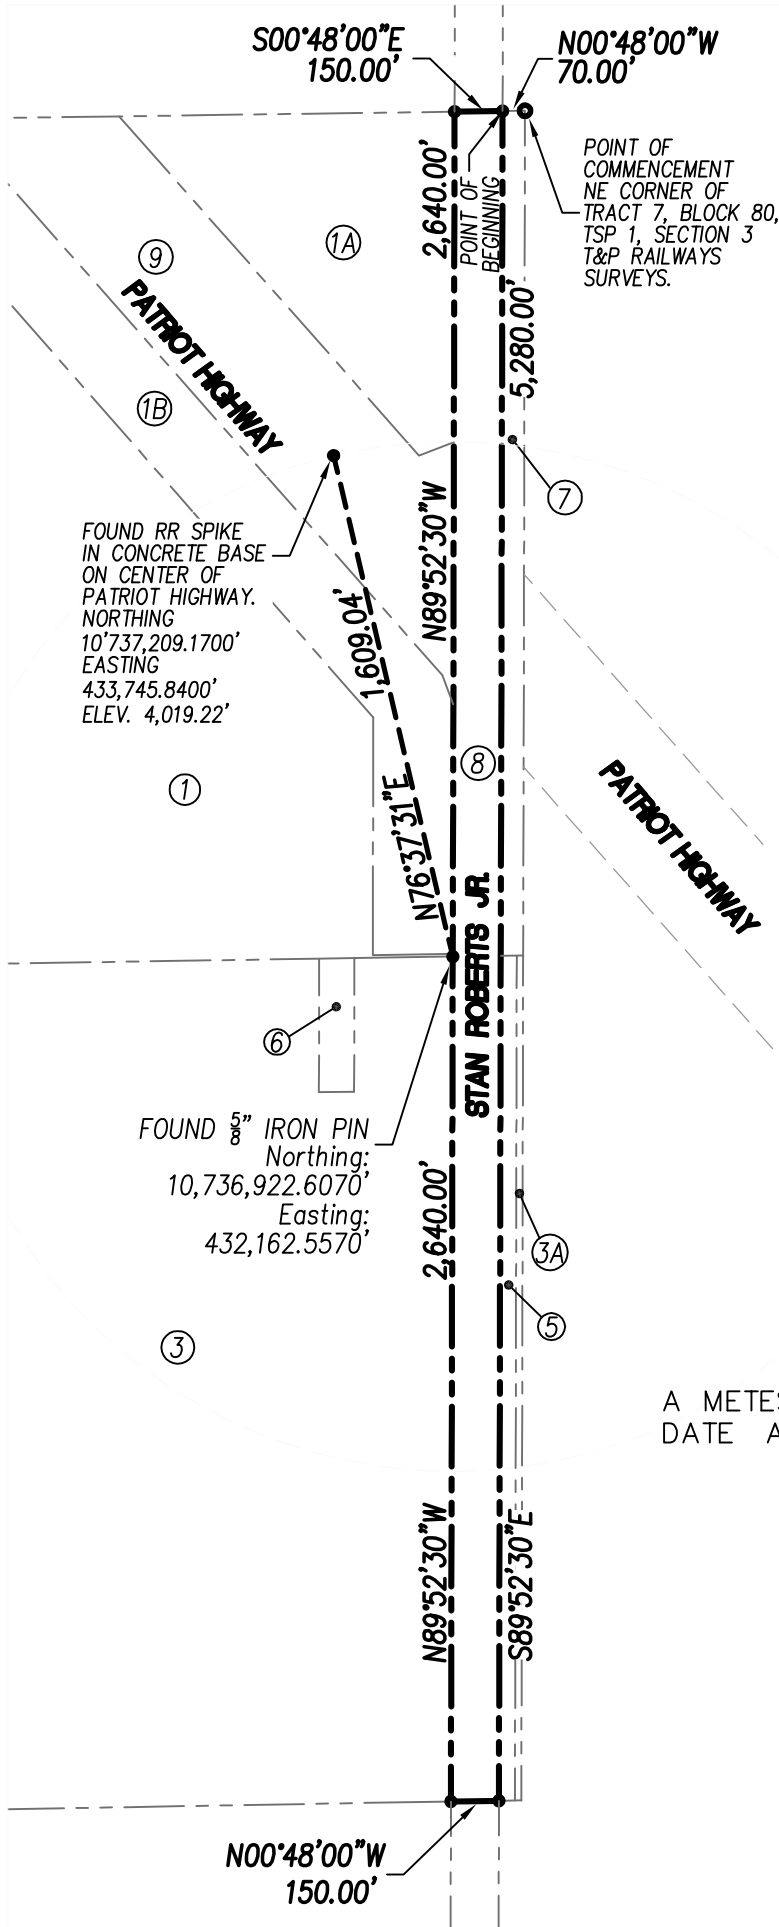 S00°48'00"E
150.00'
N00°48'00"W
70.00'
POINT OF
COMMENCEMENT
NE CORNER OF
TRACT 7, BLOCK 80,
TSP 1, SECTION 3
T&P RAILWAYS
SURVEYS.
2,640.00'
POINT OF
BEGINNING
1A
9
PATRIOT HIGHWAY
5,280.00'
1B
7
N89°52'30"W
FOUND RR SPIKE
IN CONCRETE BASE
ON CENTER OF
PATRIOT HIGHWAY.
NORTHING
10'737,209.1700'
EASTING
433,745.8400'
ELEV. 4,019.22'
1,609.04'
8
1
N76°37'31"E
PATRIOT HIGHWAY
STAN ROBERTS JR.
6
FOUND 5/8" IRON PIN
Northing:
10,736,922.6070'
Easting:
432,162.5570'
2,640.00'
3A
5
3
A METES
DATE A
N89°52'30"W
S89°52'30"E
N00°48'00"W
150.00'